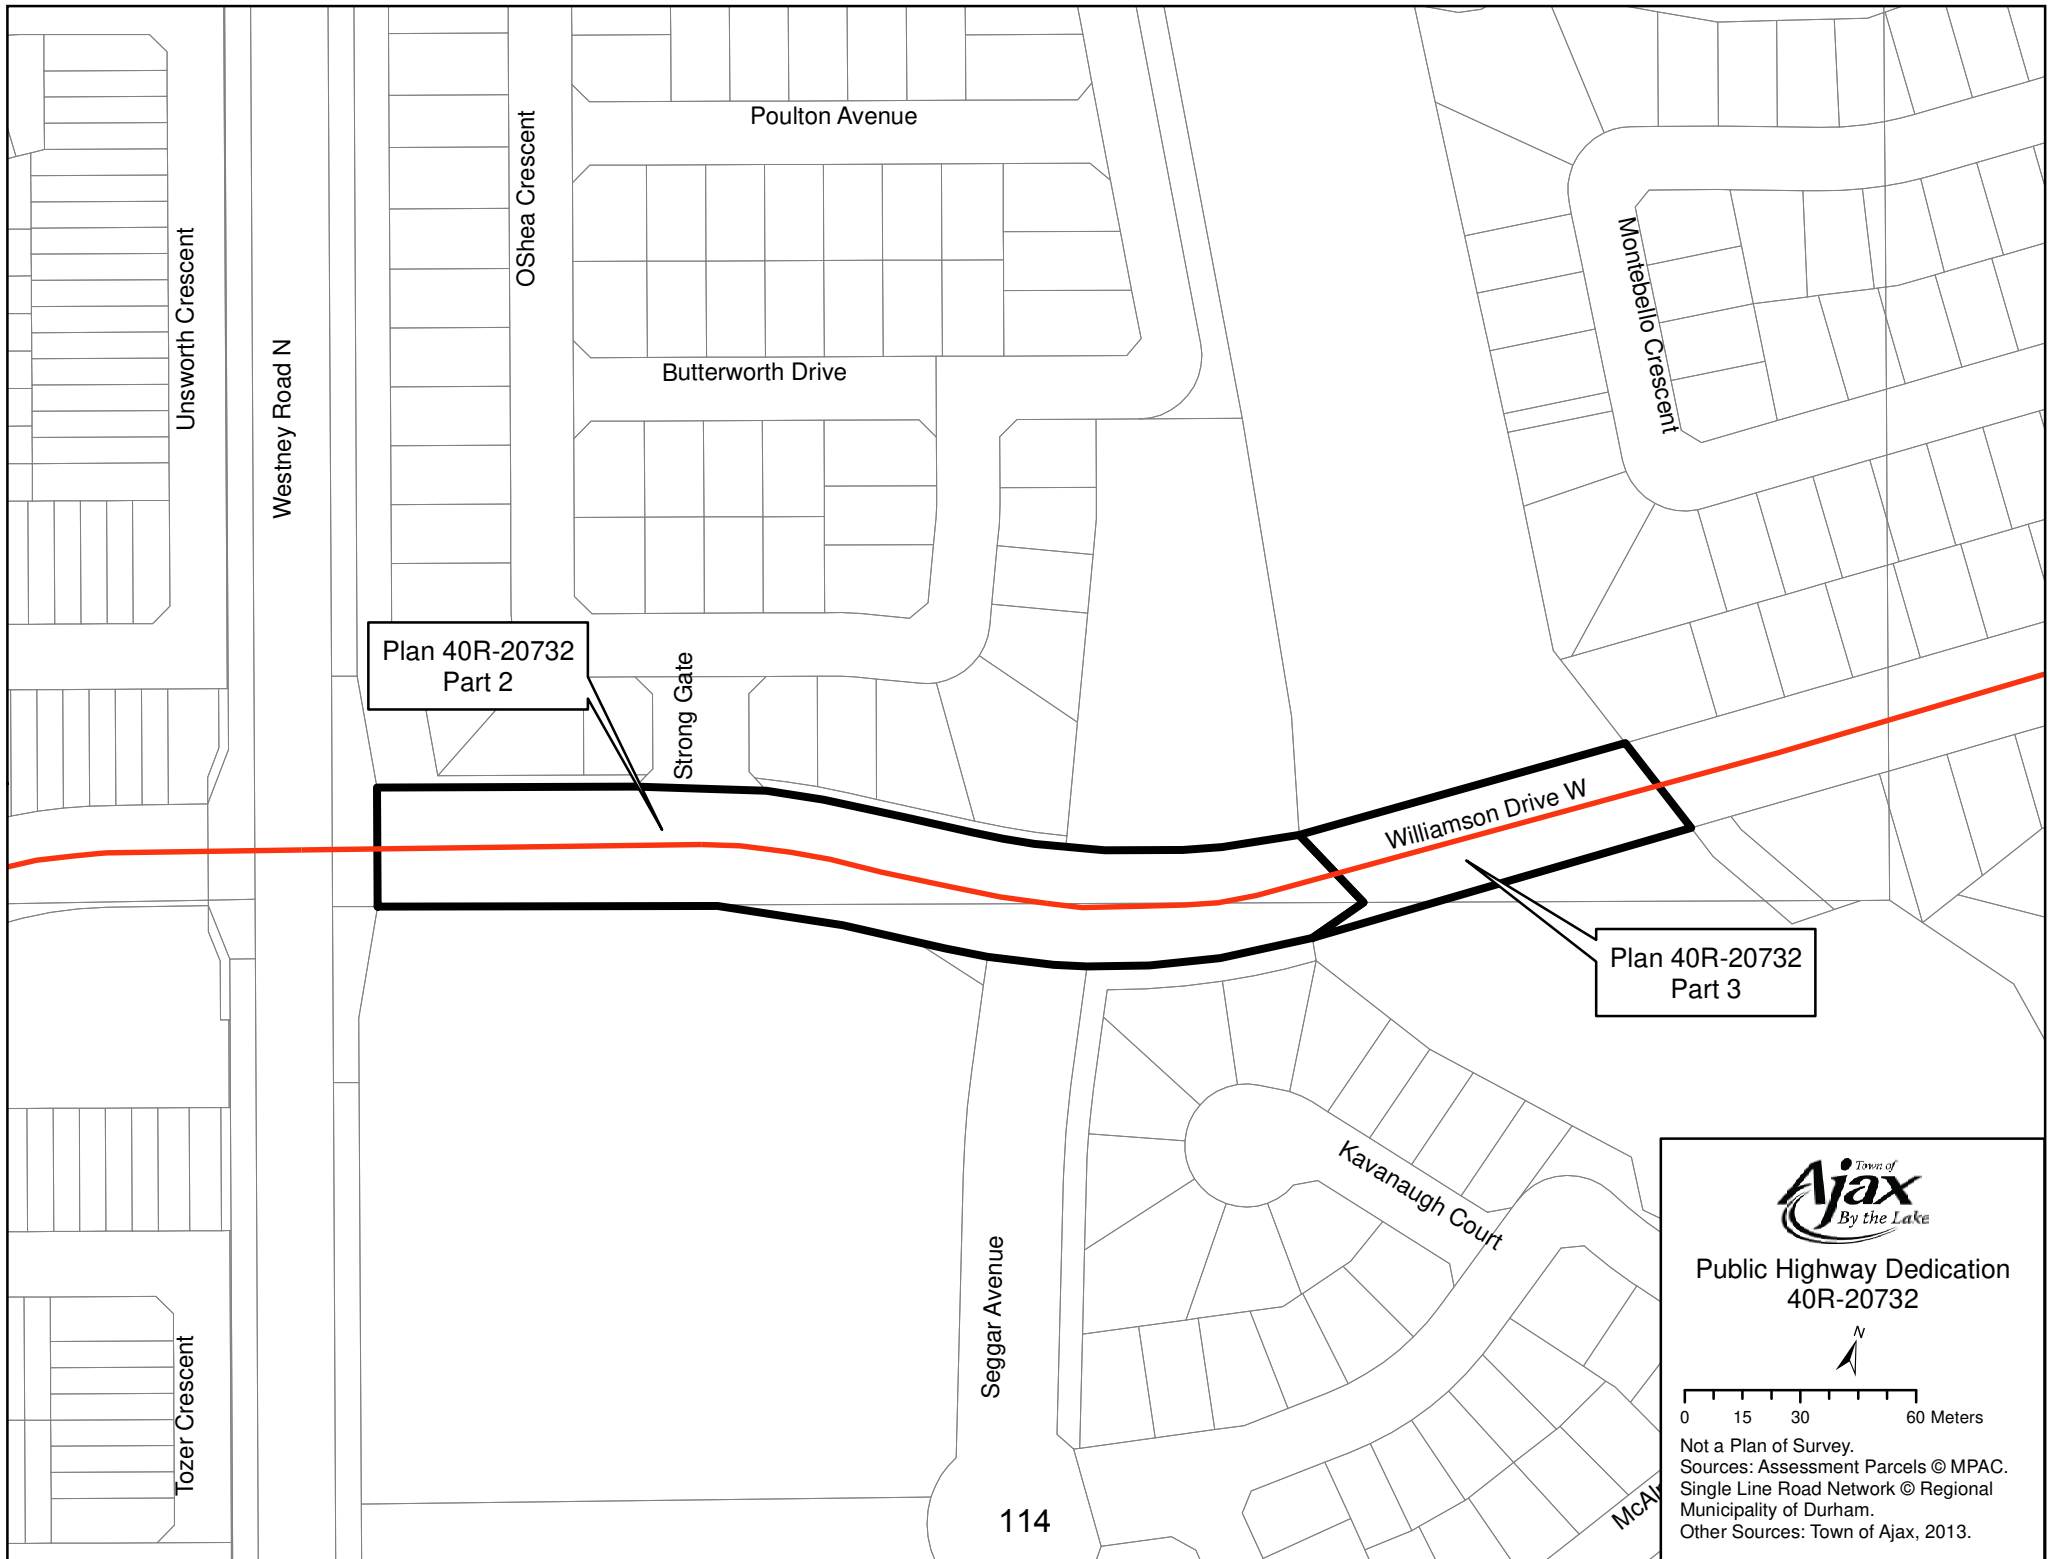 Poulton Avenue
OShea Crescent
Unsworth Crescent
Westney Road N
Butterworth Drive
Montebello Crescent
Plan 40R-20732
Part 2
Strong Gate
Williamson Drive W
Plan 40R-20732
Part 3
Kavanaugh Court
Seggar Avenue
Tozer Crescent
114
Town of
Ajax
By the Lake
Public Highway Dedication
40R-20732
N
0 15 30 60 Meters
Not a Plan of Survey.
Sources: Assessment Parcels © MPAC.
Single Line Road Network © Regional
Municipality of Durham.
Other Sources: Town of Ajax, 2013.